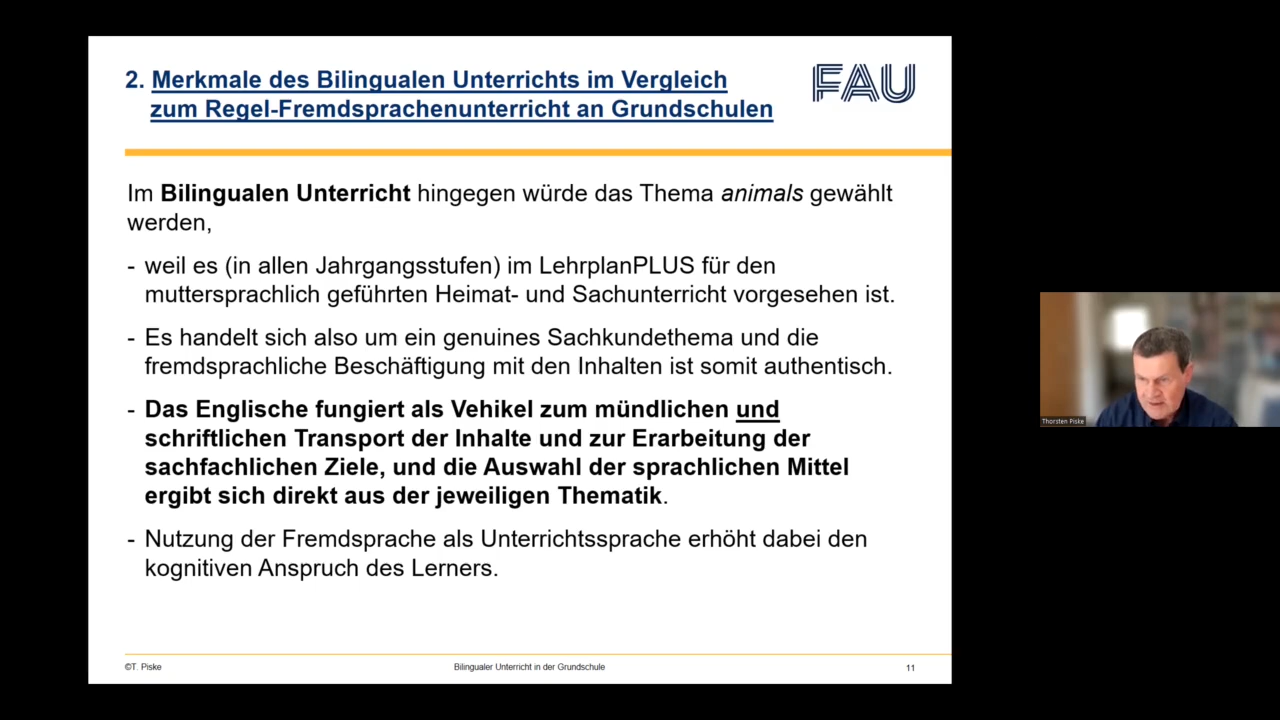 2. Merkmale des Bilingualen Unterrichts im Vergleich
zum Regel-Fremdsprachenunterricht an Grundschulen
FAU
Im Bilingualen Unterricht hingegen würde das Thema animals gewählt
werden,
- weil es (in allen Jahrgangsstufen) im LehrplanPLUS für den
muttersprachlich geführten Heimat- und Sachunterricht vorgesehen ist.
- Es handelt sich also um ein genuines Sachkundethema und die
fremdsprachliche Beschäftigung mit den Inhalten ist somit authentisch.
- Das Englische fungiert als Vehikel zum mündlichen und
schriftlichen Transport der Inhalte und zur Erarbeitung der
sachfachlichen Ziele, und die Auswahl der sprachlichen Mittel
ergibt sich direkt aus der jeweiligen Thematik.
- Nutzung der Fremdsprache als Unterrichtssprache erhöht dabei den
kognitiven Anspruch des Lerners.
©T. Piske
Bilingualer Unterricht in der Grundschule
11
Thorsten Piske